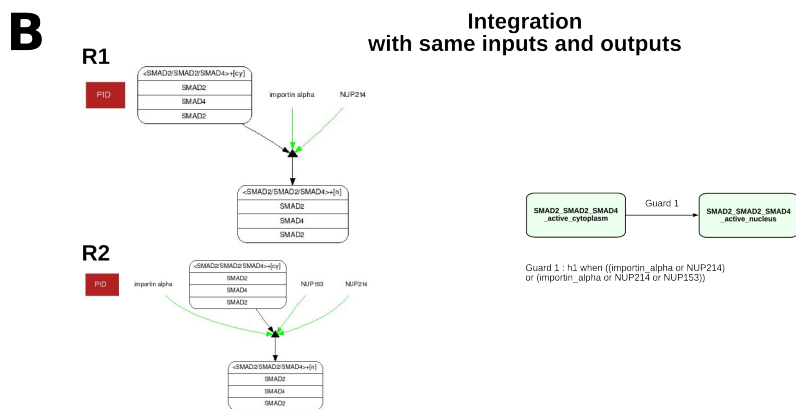 B
Integration
with same inputs and outputs
R1
PID
<SMAD2/SMAD2/SMAD4>+[cy]
SMAD2
SMAD4
SMAD2
importin alpha
NUP214
<SMAD2/SMAD2/SMAD4>+[n]
SMAD2
SMAD4
SMAD2
R2
PID
importin alpha
<SMAD2/SMAD2/SMAD4>+[cy]
SMAD2
SMAD4
SMAD2
NUP153
NUP214
<SMAD2/SMAD2/SMAD4>+[n]
SMAD2
SMAD4
SMAD2
SMAD2_SMAD2_SMAD4
_active_cytoplasm
Guard 1
SMAD2_SMAD2_SMAD4
_active_nucleus
Guard 1 : h1 when ((importin_alpha or NUP214)
or (importin_alpha or NUP214 or NUP153))